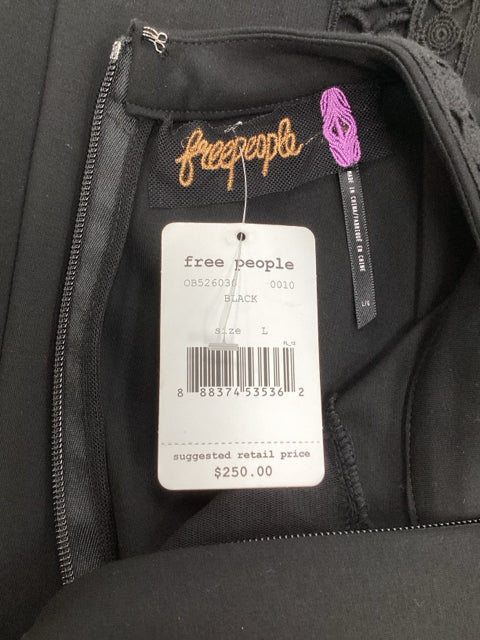 freepeople
MADE IN CHINA/FABRIQUÉ EN CHINE
L/G
free people
OB526030 0010
BLACK
size L
FL_12
8 88374 53536 2
suggested retail price
$250.00